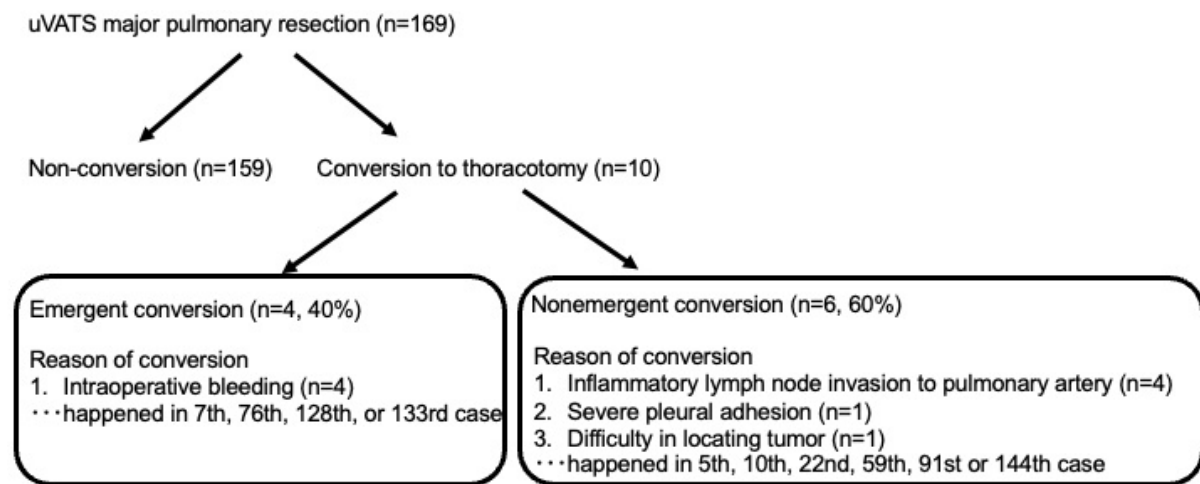 uVATS major pulmonary resection (n=169)
Non-conversion (n=159)
Conversion to thoracotomy (n=10)
Emergent conversion (n=4, 40%)
Reason of conversion
1. Intraoperative bleeding (n=4)
⋯happened in 7th, 76th, 128th, or 133rd case
Nonemergent conversion (n=6, 60%)
Reason of conversion
1. Inflammatory lymph node invasion to pulmonary artery (n=4)
2. Severe pleural adhesion (n=1)
3. Difficulty in locating tumor (n=1)
⋯happened in 5th, 10th, 22nd, 59th, 91st or 144th case